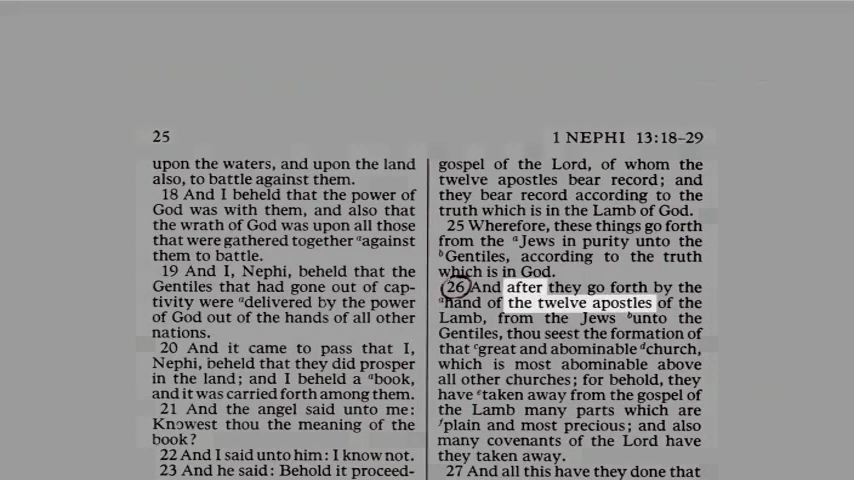 25
1 NEPHI 13:18–29
upon the waters, and upon the land
also, to battle against them.
18 And I beheld that the power of
God was with them, and also that
the wrath of God was upon all those
that were gathered together ᵃagainst
them to battle.
19 And I, Nephi, beheld that the
Gentiles that had gone out of cap-
tivity were ᵃdelivered by the power
of God out of the hands of all other
nations.
20 And it came to pass that I,
Nephi, beheld that they did prosper
in the land; and I beheld a ᵃbook,
and it was carried forth among them.
21 And the angel said unto me:
Knowest thou the meaning of the
book?
22 And I said unto him: I know not.
23 And he said: Behold it proceed-
gospel of the Lord, of whom the
twelve apostles bear record; and
they bear record according to the
truth which is in the Lamb of God.
25 Wherefore, these things go forth
from the ᵃJews in purity unto the
ᵇGentiles, according to the truth
which is in God.
26 And after they go forth by the
ᵃhand of the twelve apostles of the
Lamb, from the Jews ᵇunto the
Gentiles, thou seest the formation of
that ᶜgreat and abominable ᵈchurch,
which is most abominable above
all other churches; for behold, they
have ᵉtaken away from the gospel of
the Lamb many parts which are
ᶠplain and most precious; and also
many covenants of the Lord have
they taken away.
27 And all this have they done that